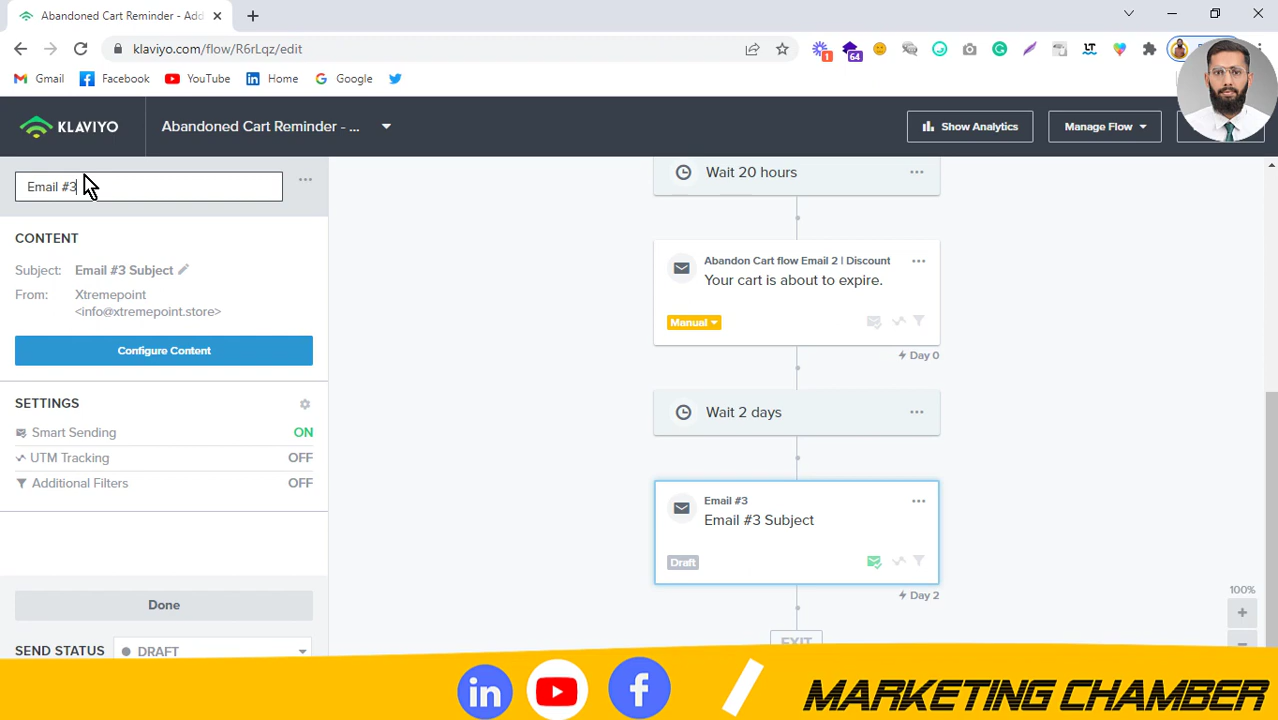 Abandoned Cart Reminder - Add
klaviyo.com/flow/R6rLqz/edit
1
64
LT
Gmail
Facebook
YouTube
Home
Google
KLAVIYO
Abandoned Cart Reminder - ...
Show Analytics
Manage Flow
Email #3
CONTENT
Subject: Email #3 Subject
From: Xtremepoint
<info@xtremepoint.store>
Configure Content
SETTINGS
Smart Sending ON
UTM Tracking OFF
Additional Filters OFF
Done
SEND STATUS DRAFT
Wait 20 hours
Abandon Cart flow Email 2 | Discount
Your cart is about to expire.
Manual
Day 0
Wait 2 days
Email #3
Email #3 Subject
Draft
Day 2
EXIT
100%
in
f
MARKETING CHAMBER